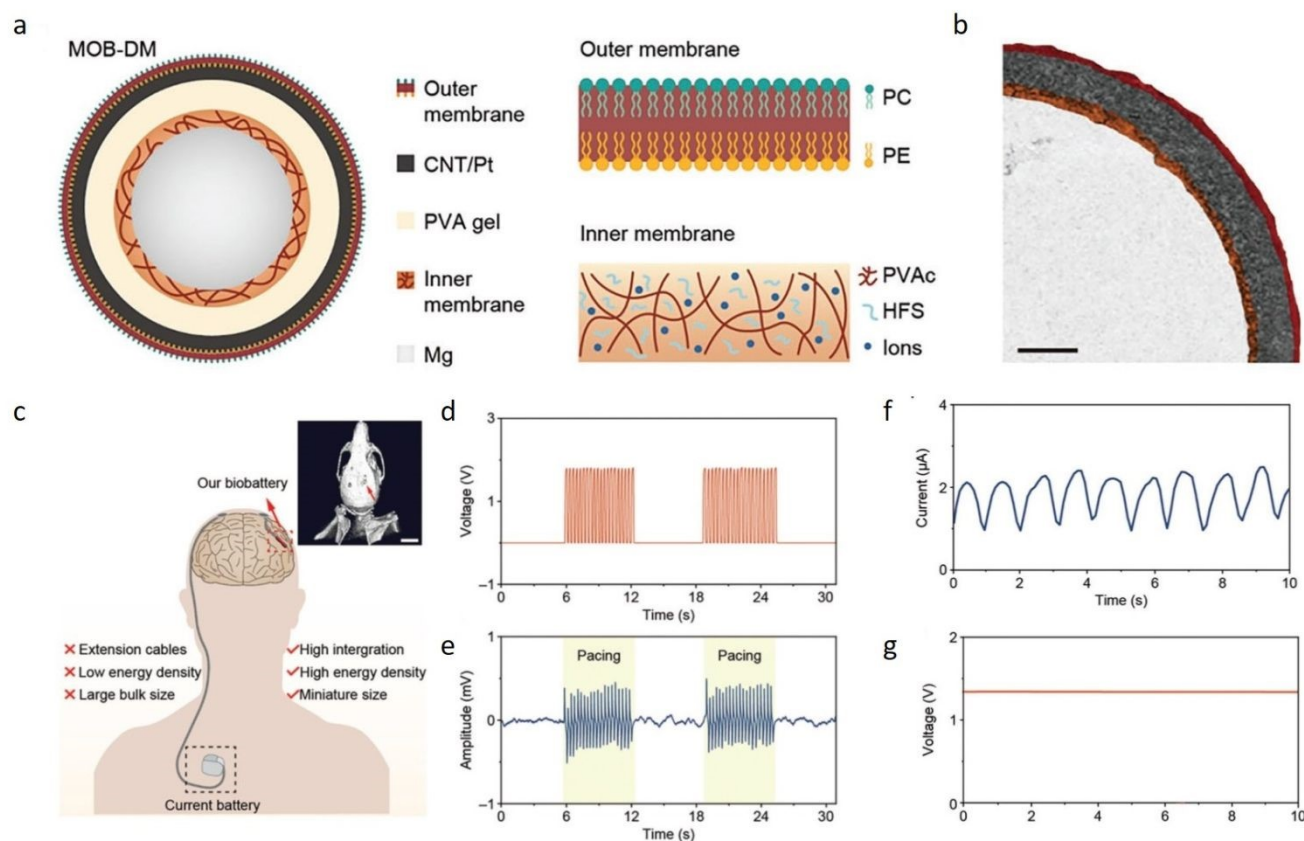 a
MOB-DM
Outer
membrane
CNT/Pt
PVA gel
Inner
membrane
Mg
Outer membrane
PC
PE
Inner membrane
PVAc
HFS
Ions
b
c
Our biobattery
Extension cables
Low energy density
Large bulk size
High intergration
High energy density
Miniature size
Current battery
d
Voltage (V)
3
1
–1
0
6
12
18
24
30
Time (s)
e
Pacing
Pacing
Amplitude (mV)
1
0
–1
0
6
12
18
24
30
Time (s)
f
Current (µA)
4
2
0
0
2
4
6
8
10
Time (s)
g
Voltage (V)
2
1
0
0
2
4
6
8
10
Time (s)